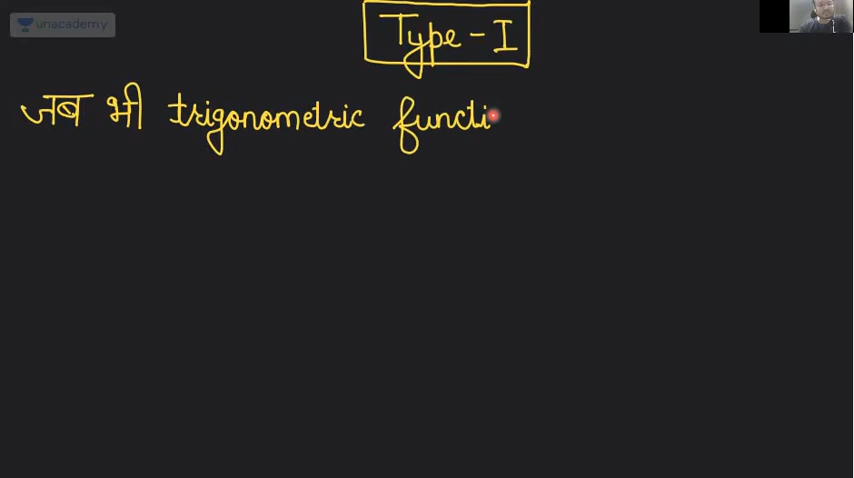 unacademy
Type - I
जब भी trigonometric functi